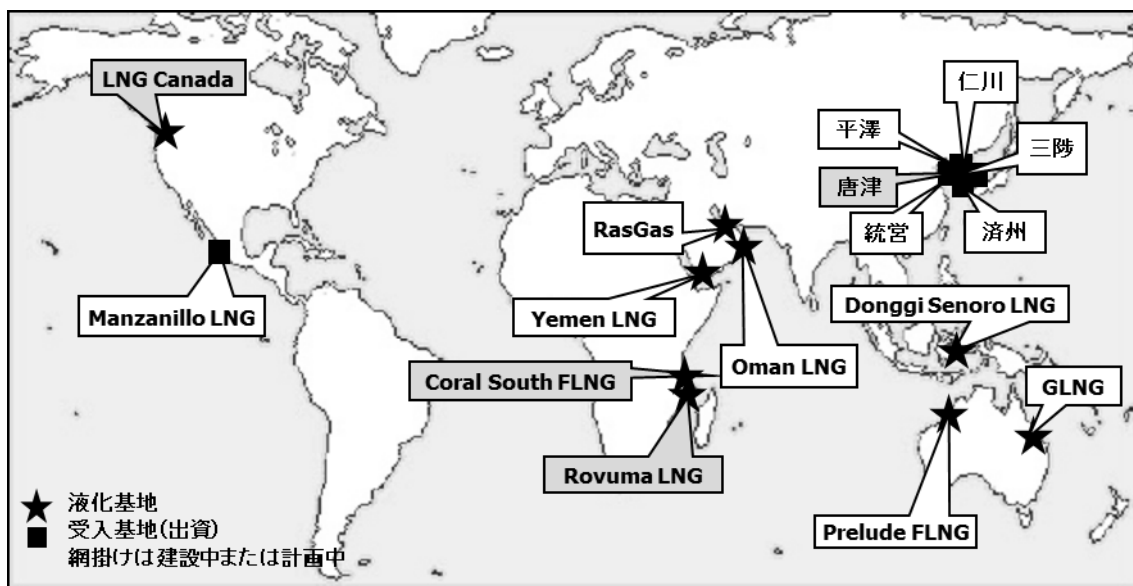 LNG Canada
仁川
平澤
三陟
唐津
統営
済州
RasGas
Manzanillo LNG
Yemen LNG
Donggi Senoro LNG
Oman LNG
Coral South FLNG
GLNG
Rovuma LNG
Prelude FLNG
液化基地
受入基地(出資)
網掛けは建設中または計画中